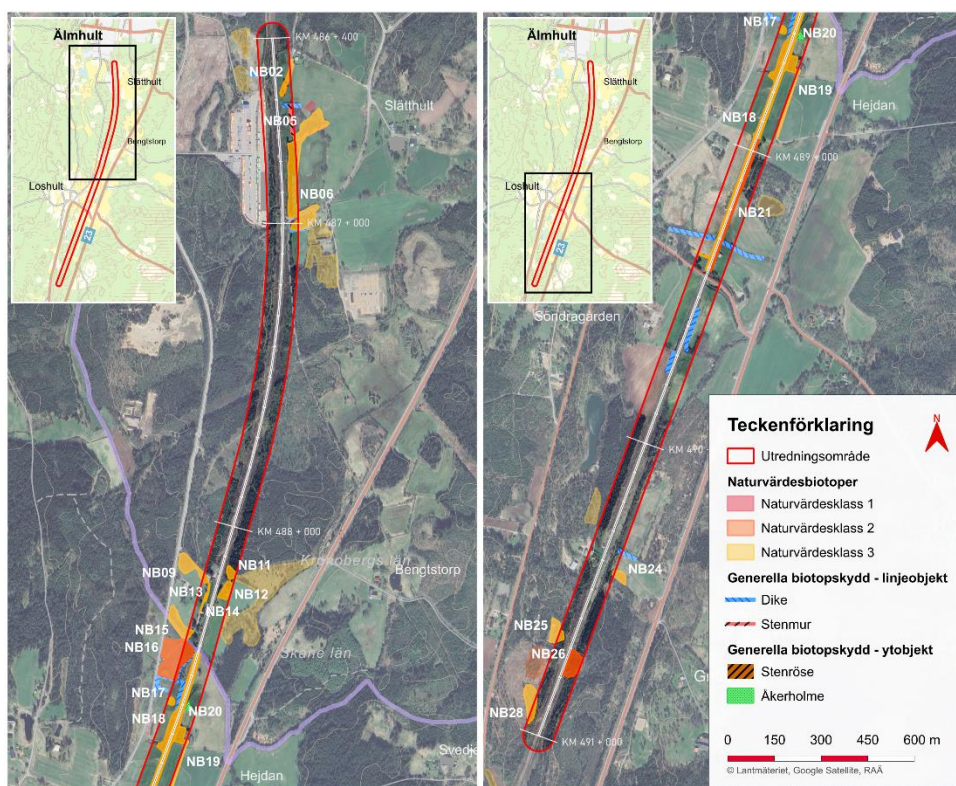 Älmhult
Slätthult
Bengtstorp
Loshult
23
KM 486 + 400
NB02
Slätthult
NB05
NB06
KM 487 + 000
KM 488 + 000
NB11
Kronobergs län
NB09
Bengtstorp
NB13
NB12
NB14
NB15
NB16
Skåne län
NB17
NB20
NB18
NB19
Hejdan
Älmhult
Slätthult
Bengtstorp
Loshult
23
NB17
NB20
NB19
Hejdan
NB18
KM 489 + 000
NB21
Söndragården
KM 490
NB24
NB25
NB26
NB28
KM 491 + 000
Teckenförklaring
N
Utredningsområde
Naturvärdesbiotoper
Naturvärdesklass 1
Naturvärdesklass 2
Naturvärdesklass 3
Generella biotopskydd - linjeobjekt
Dike
Stenmur
Generella biotopskydd - ytobjekt
Stenröse
Åkerholme
0 150 300 450 600 m
© Lantmäteriet, Google Satellite, RAÄ